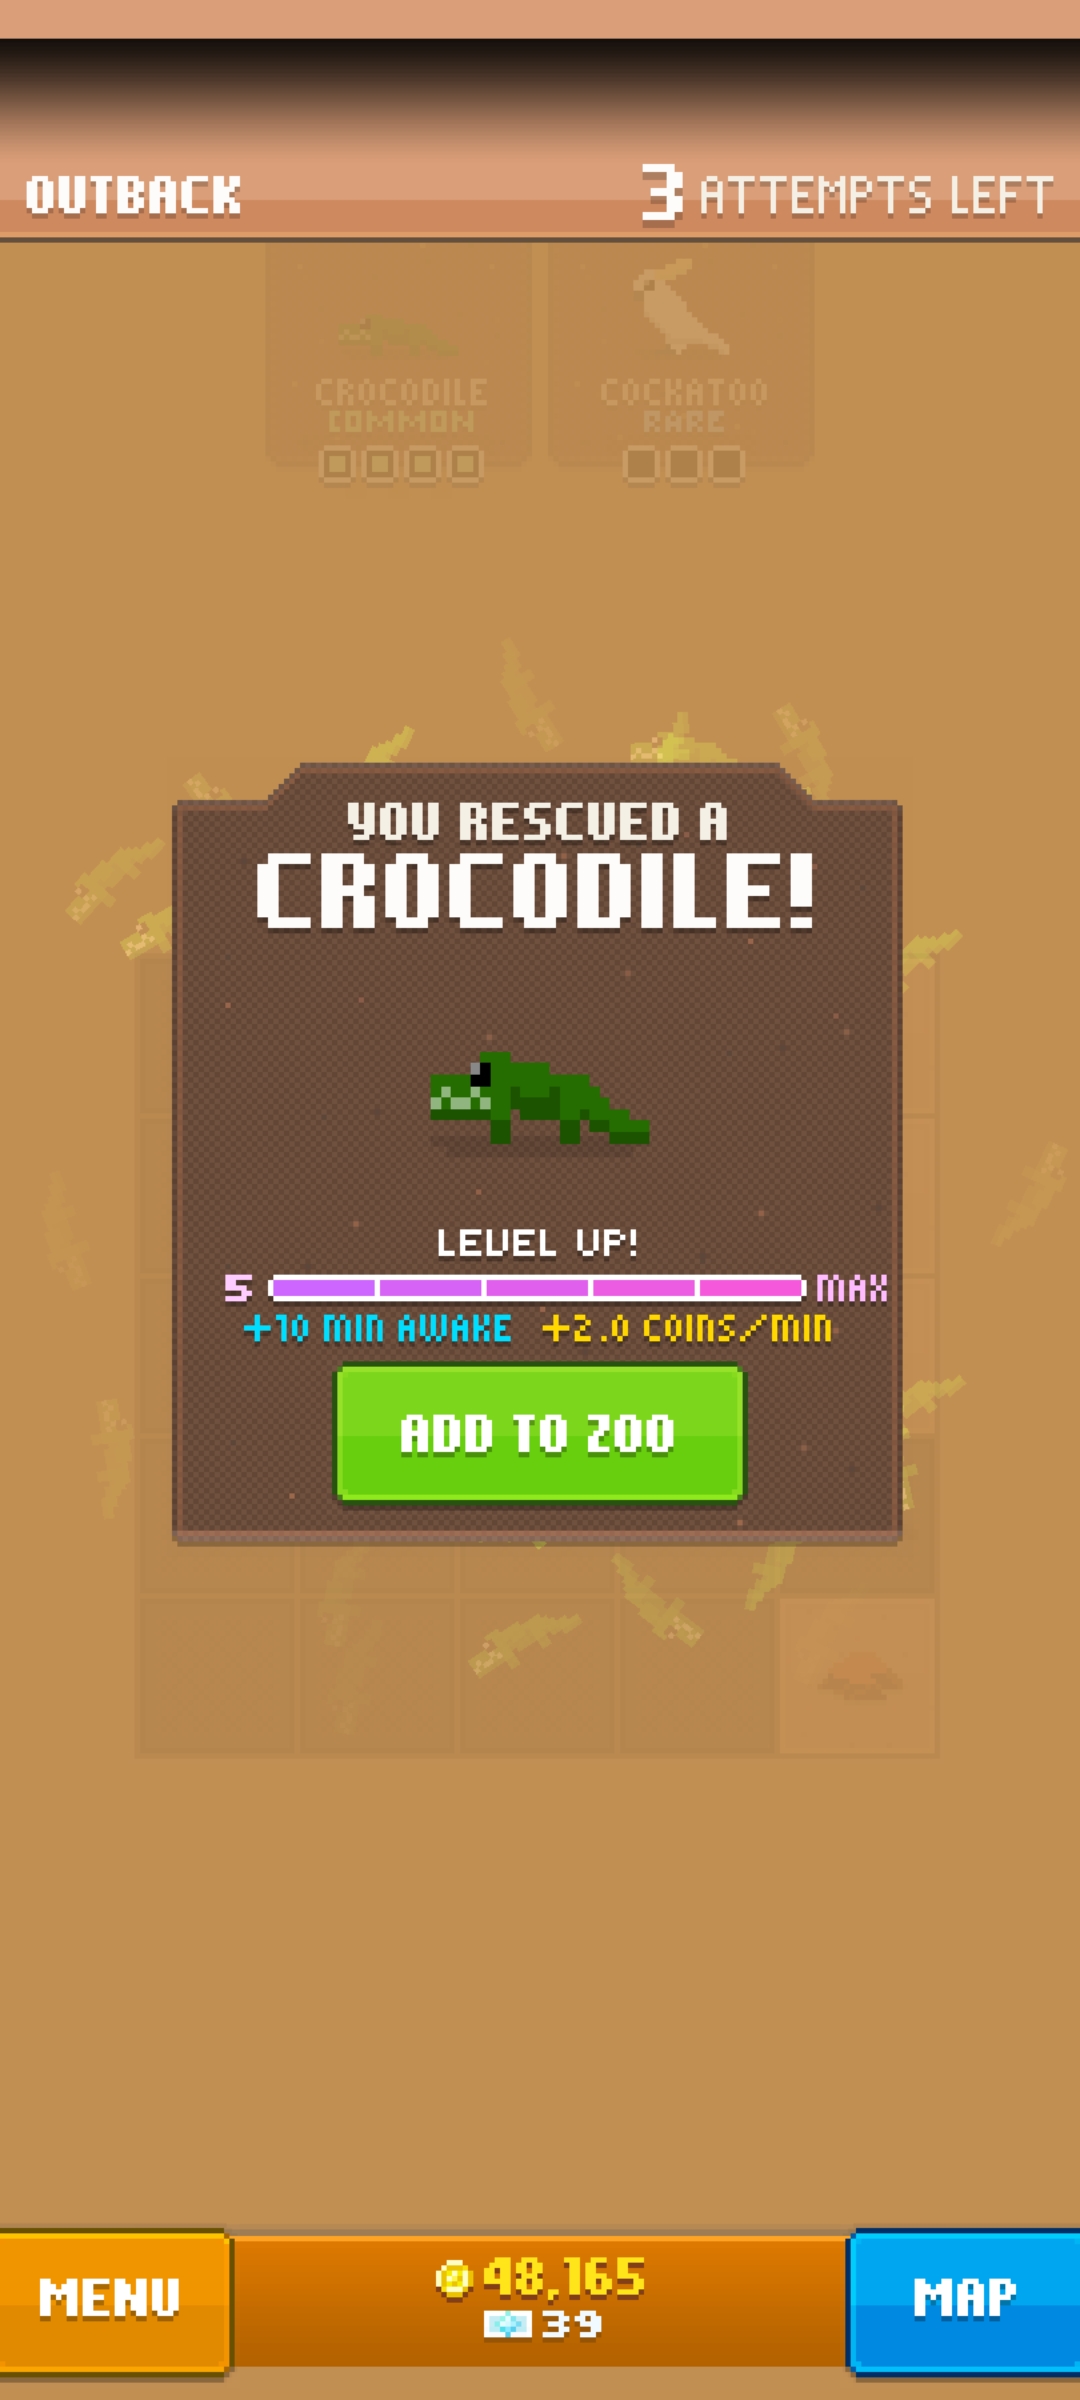 OUTBACK
3 ATTEMPTS LEFT
CROCODILE
COMMON
COCKATOO
RARE
YOU RESCUED A
CROCODILE!
LEVEL UP!
5 MAX
+10 MIN AWAKE +2.0 COINS/MIN
ADD TO ZOO
MENU
48,165
39
MAP